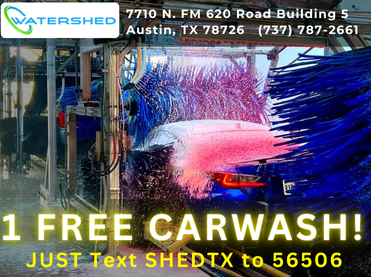 WATERSHED
7710 N. FM 620 Road Building 5
Austin, TX 78726 (737) 787-2661
1 FREE CARWASH!
JUST Text SHEDTX to 56506